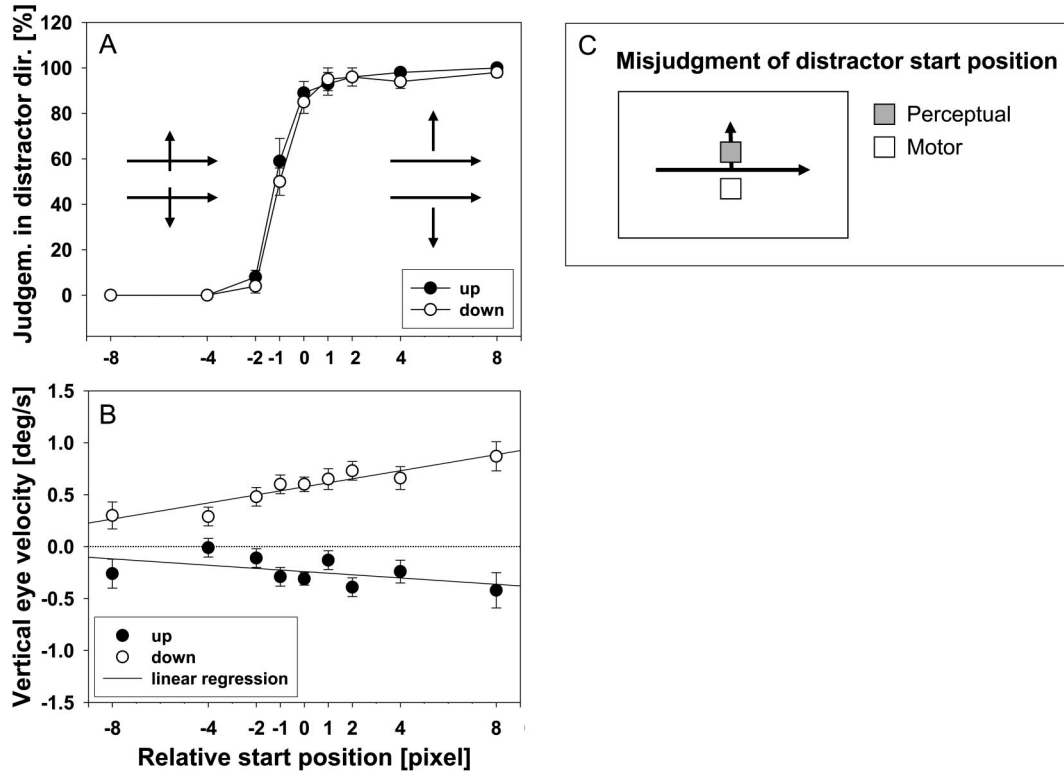 A
Judgem. in distractor dir. [%]
120
100
80
60
40
20
0
up
down
-8
-4
-2
-1
0
1
2
4
8
B
Vertical eye velocity [deg/s]
1.5
1.0
0.5
0.0
-0.5
-1.0
-1.5
up
down
linear regression
-8
-4
-2
-1
0
1
2
4
8
Relative start position [pixel]
C
Misjudgment of distractor start position
Perceptual
Motor